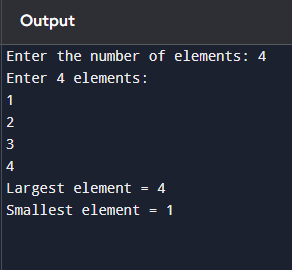 Output
Enter the number of elements: 4
Enter 4 elements:
1
2
3
4
Largest element = 4
Smallest element = 1